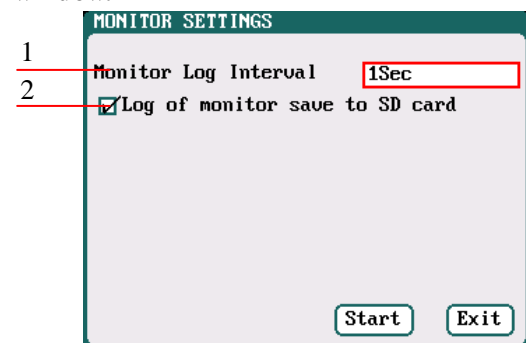 MONITOR SETTINGS
1
Monitor Log Interval 1Sec
2
Log of monitor save to SD card
Start Exit